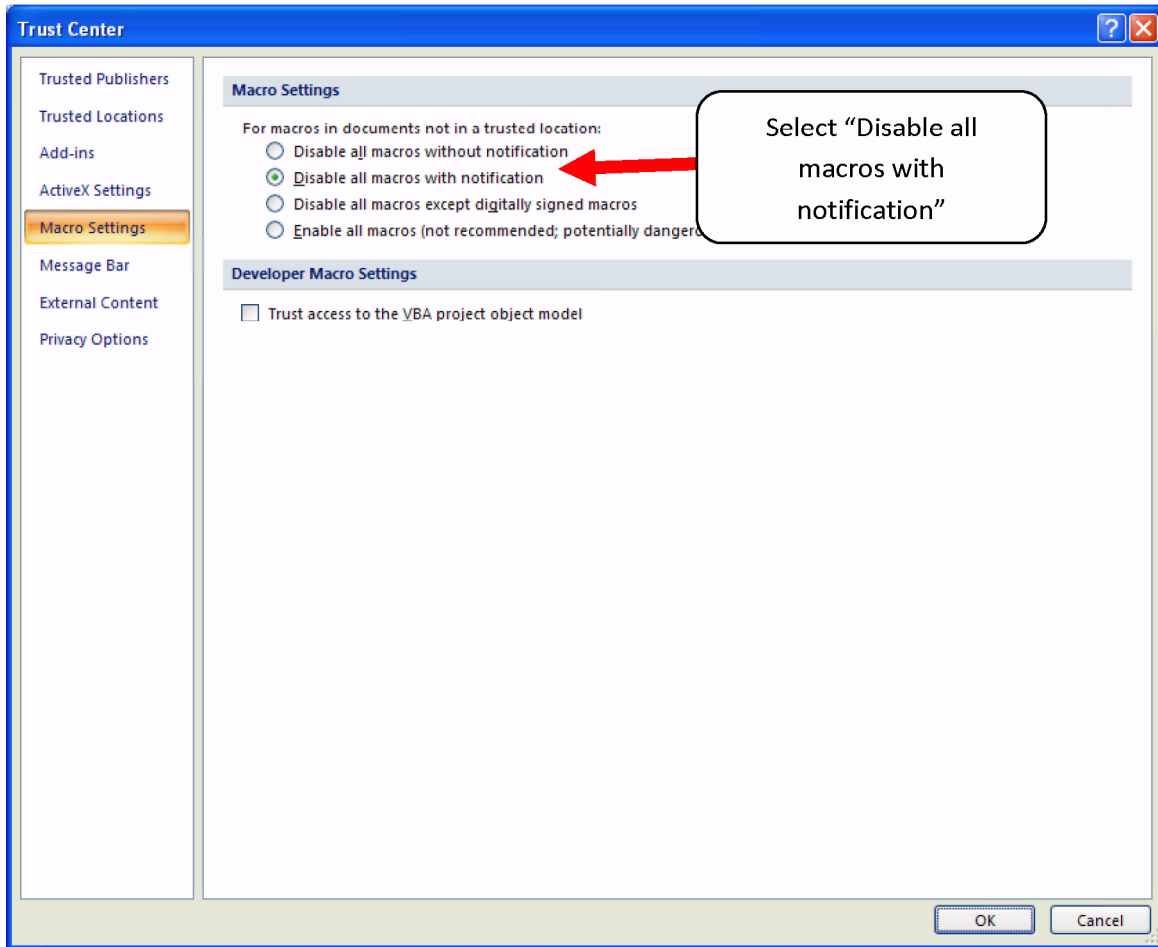 Trust Center
Trusted Publishers
Trusted Locations
Add-ins
ActiveX Settings
Macro Settings
Message Bar
External Content
Privacy Options
Macro Settings
For macros in documents not in a trusted location:
Disable all macros without notification
Disable all macros with notification
Disable all macros except digitally signed macros
Enable all macros (not recommended; potentially
Select “Disable all
macros with
notification”
Developer Macro Settings
Trust access to the VBA project object model
OK
Cancel